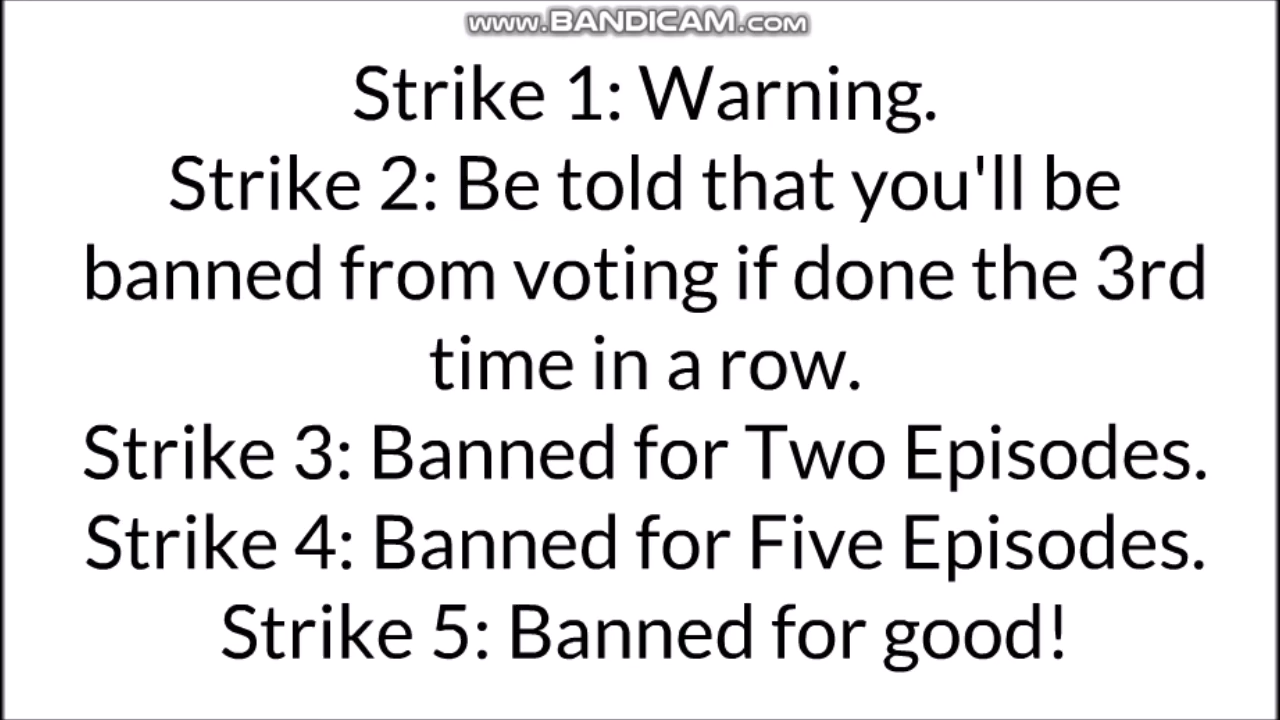 www.BANDICAM.com
Strike 1: Warning.
Strike 2: Be told that you'll be
banned from voting if done the 3rd
time in a row.
Strike 3: Banned for Two Episodes.
Strike 4: Banned for Five Episodes.
Strike 5: Banned for good!